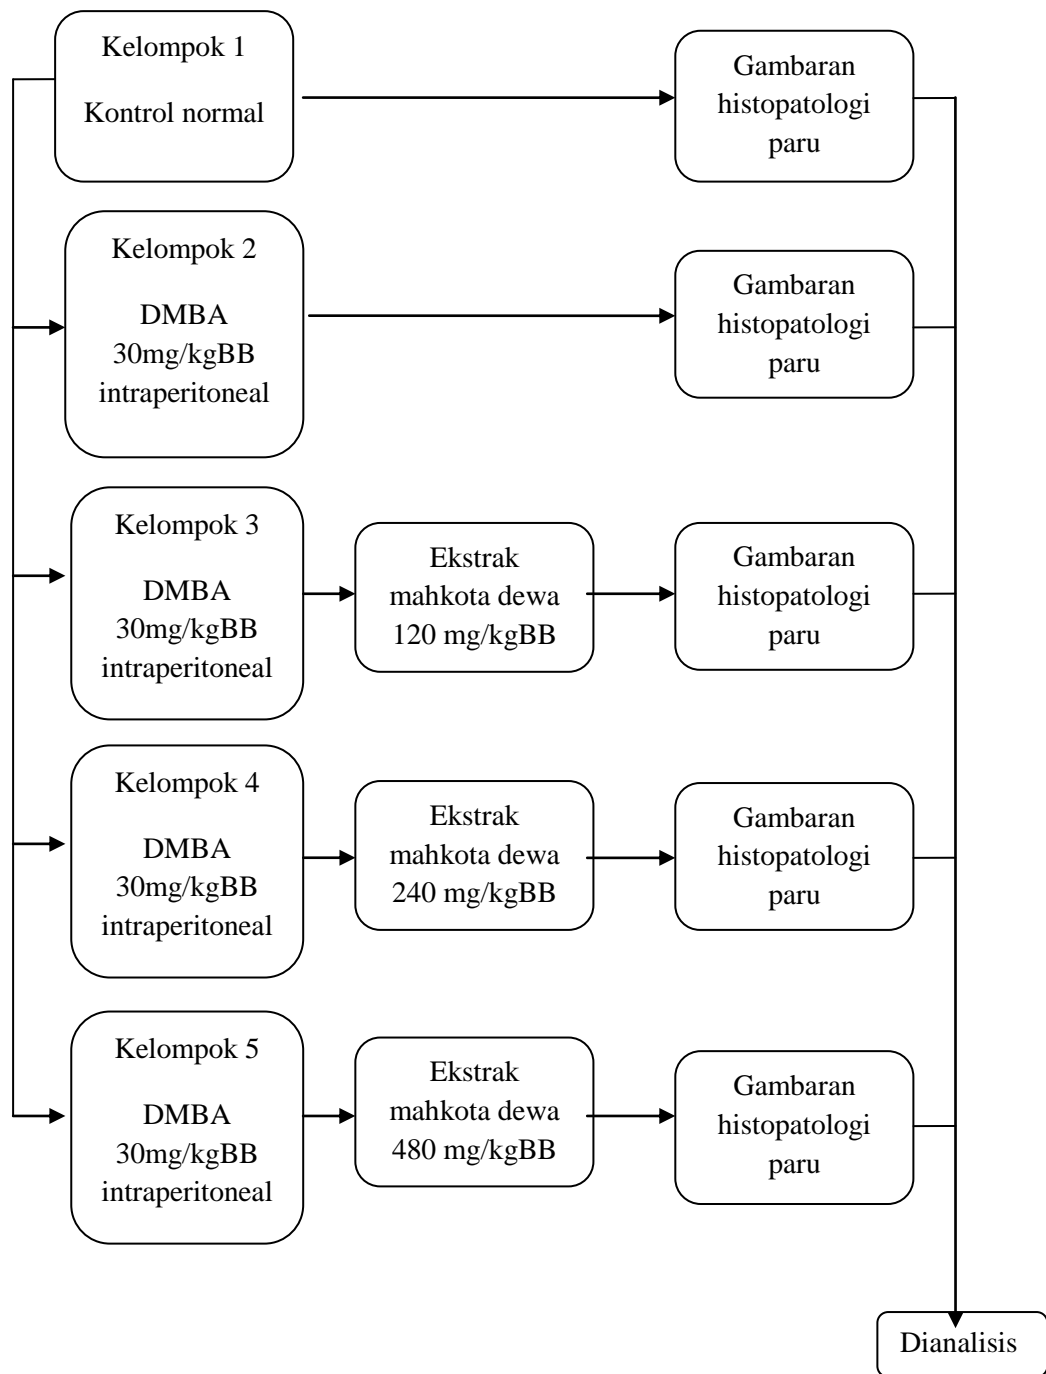 Kelompok 1
Kontrol normal
Gambaran
histopatologi
paru
Kelompok 2
DMBA
30mg/kgBB
intraperitoneal
Gambaran
histopatologi
paru
Kelompok 3
DMBA
30mg/kgBB
intraperitoneal
Ekstrak
mahkota dewa
120 mg/kgBB
Gambaran
histopatologi
paru
Kelompok 4
DMBA
30mg/kgBB
intraperitoneal
Ekstrak
mahkota dewa
240 mg/kgBB
Gambaran
histopatologi
paru
Kelompok 5
DMBA
30mg/kgBB
intraperitoneal
Ekstrak
mahkota dewa
480 mg/kgBB
Gambaran
histopatologi
paru
Dianalisis